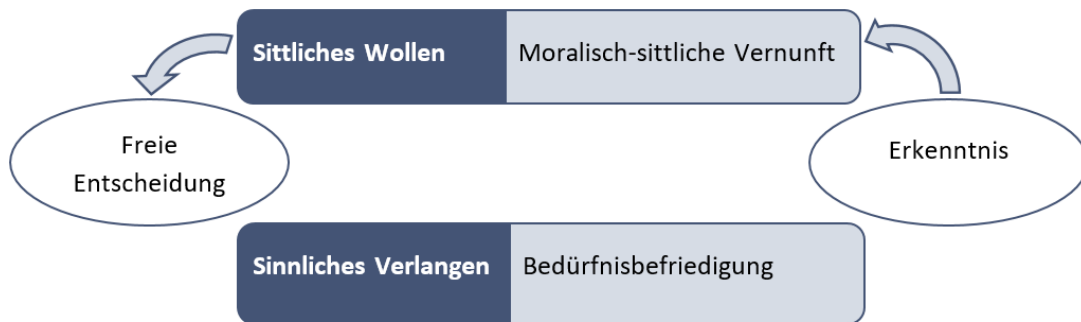 Sittliches Wollen Moralisch-sittliche Vernunft
Freie
Entscheidung
Erkenntnis
Sinnliches Verlangen Bedürfnisbefriedigung